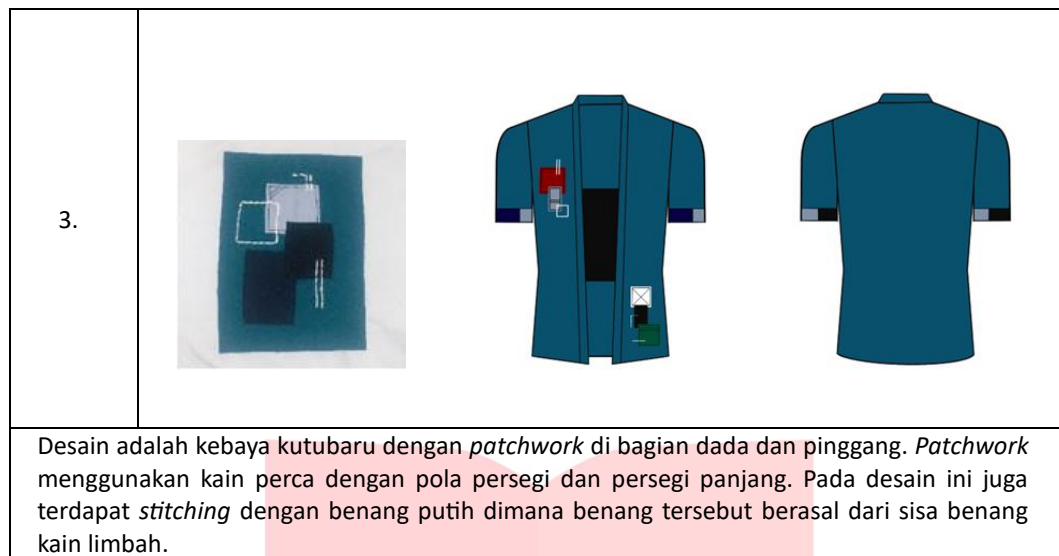 3.
Desain adalah kebaya kutubaru dengan patchwork di bagian dada dan pinggang. Patchwork
menggunakan kain perca dengan pola persegi dan persegi panjang. Pada desain ini juga
terdapat stitching dengan benang putih dimana benang tersebut berasal dari sisa benang
kain limbah.